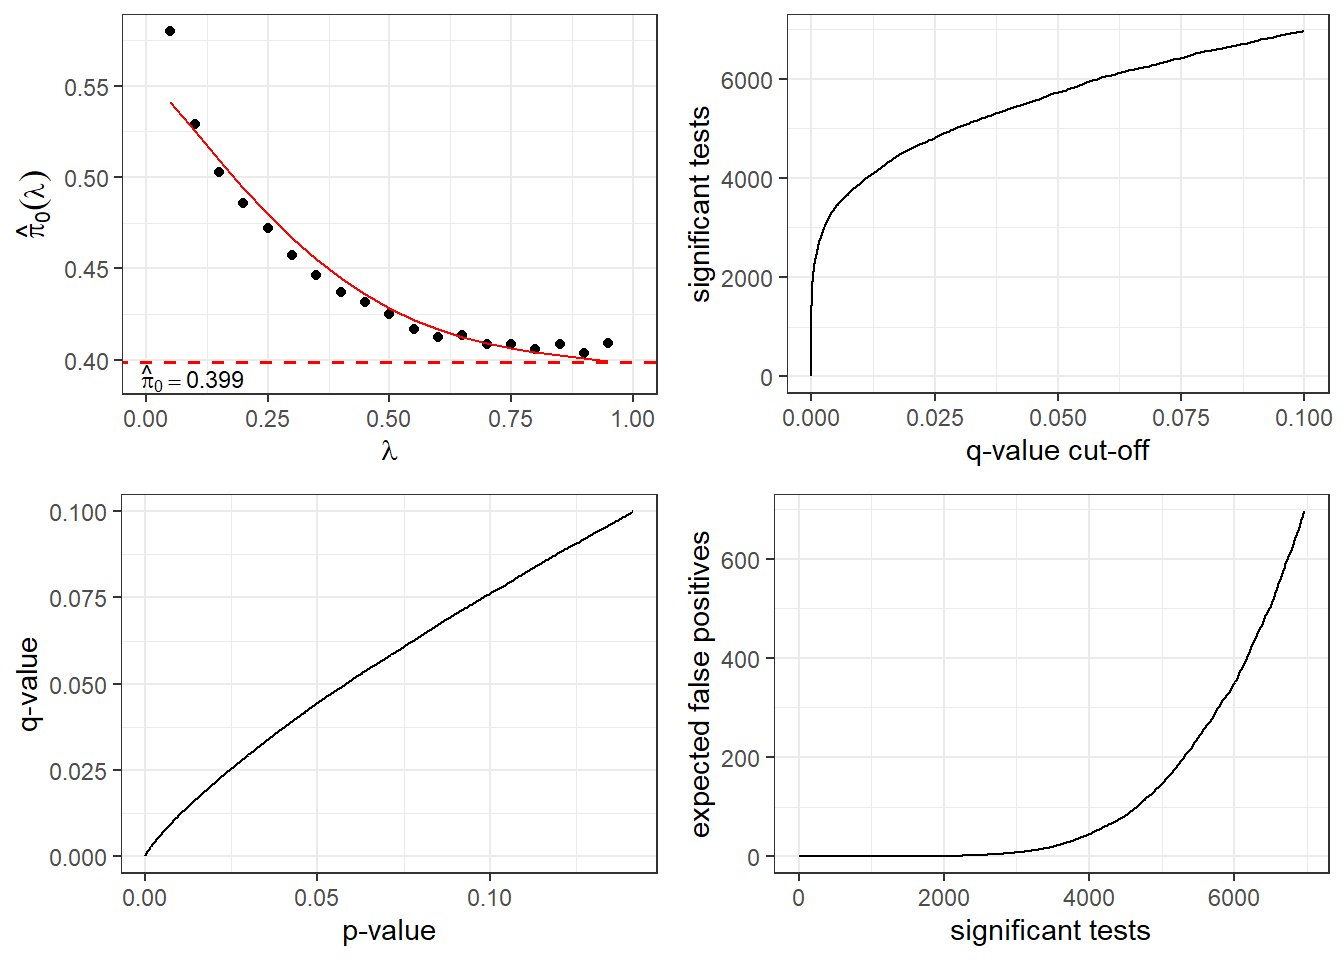 0.55
0.50
0.45
0.40
π̂₀(λ)
π̂₀ = 0.399
0.00 0.25 0.50 0.75 1.00
λ
6000
4000
2000
0
significant tests
0.000 0.025 0.050 0.075 0.100
q-value cut-off
0.100
0.075
0.050
0.025
0.000
q-value
0.00 0.05 0.10
p-value
600
400
200
0
expected false positives
0 2000 4000 6000
significant tests